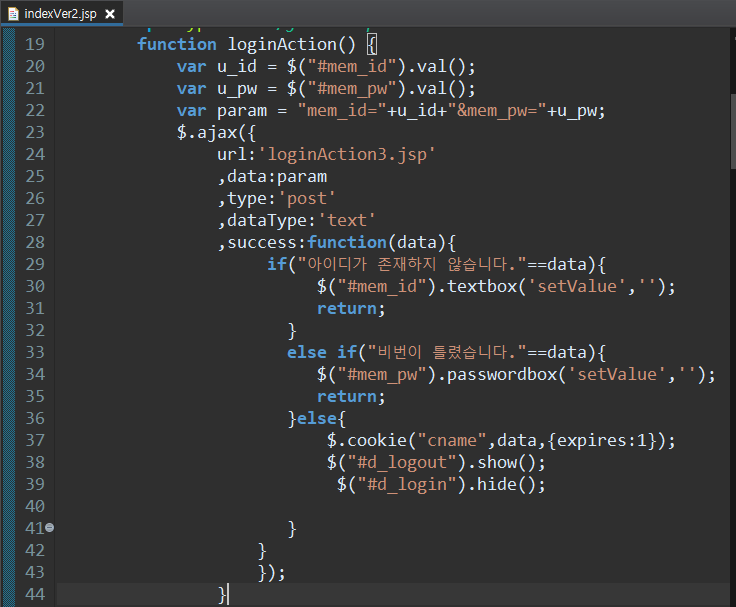 indexVer2.jsp
19 function loginAction() {
20 var u_id = $("#mem_id").val();
21 var u_pw = $("#mem_pw").val();
22 var param = "mem_id="+u_id+"&mem_pw="+u_pw;
23 $.ajax({
24 url:'loginAction3.jsp'
25 ,data:param
26 ,type:'post'
27 ,dataType:'text'
28 ,success:function(data){
29 if("아이디가 존재하지 않습니다."==data){
30 $("#mem_id").textbox('setValue','');
31 return;
32 }
33 else if("비번이 틀렸습니다."==data){
34 $("#mem_pw").passwordbox('setValue','');
35 return;
36 }else{
37 $.cookie("cname",data,{expires:1});
38 $("#d_logout").show();
39 $("#d_login").hide();
40
41 }
42 }
43 });
44 }